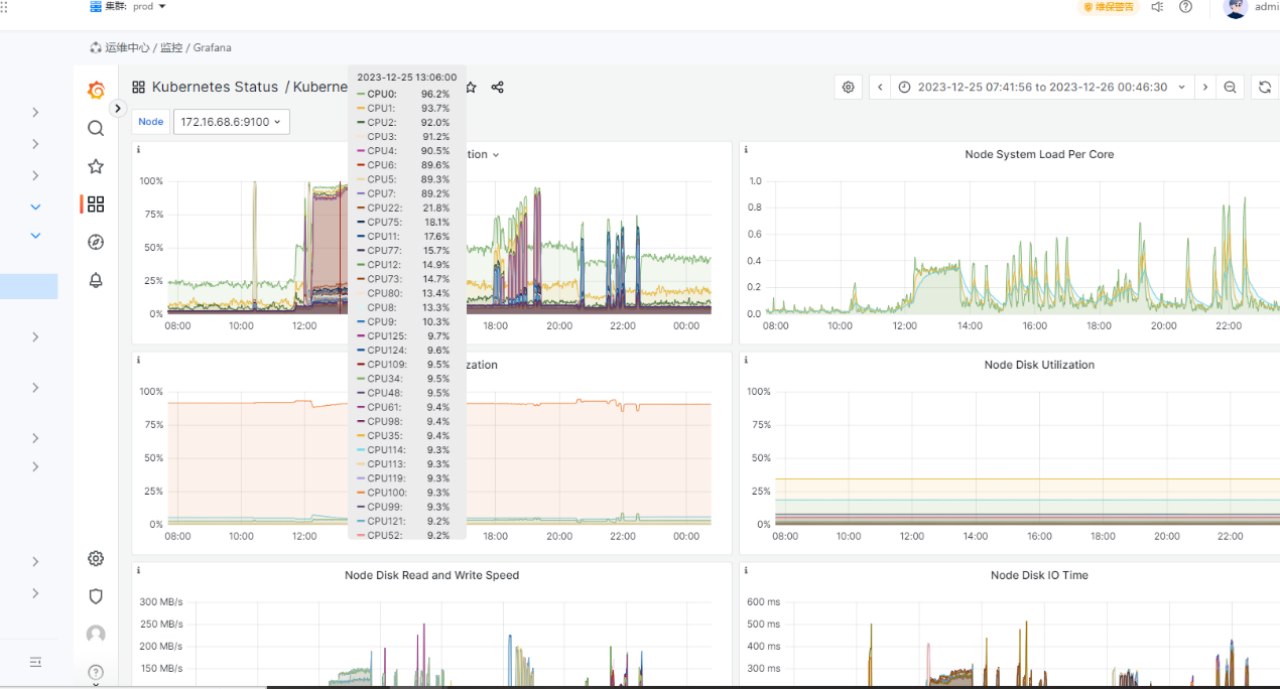 集群: prod
维保警告
admi
运维中心 / 监控 / Grafana
Kubernetes Status / Kuberne
2023-12-25 07:41:56 to 2023-12-26 00:46:30
Node 172.16.68.6:9100
2023-12-25 13:06:00
CPU0: 96.2%
CPU1: 93.7%
CPU2: 92.0%
CPU3: 91.2%
CPU4: 90.5%
CPU6: 89.6%
CPU5: 89.3%
CPU7: 89.2%
CPU22: 21.8%
CPU75: 18.1%
CPU11: 17.6%
CPU77: 15.7%
CPU12: 14.9%
CPU73: 14.7%
CPU80: 13.4%
CPU8: 13.3%
CPU9: 10.3%
CPU125: 9.7%
CPU124: 9.6%
CPU109: 9.5%
CPU34: 9.5%
CPU48: 9.5%
CPU61: 9.4%
CPU98: 9.4%
CPU35: 9.4%
CPU114: 9.3%
CPU113: 9.3%
CPU119: 9.3%
CPU100: 9.3%
CPU99: 9.3%
CPU121: 9.2%
CPU52: 9.2%
tion
100%
75%
50%
25%
0%
08:00 10:00 12:00 18:00 20:00 22:00 00:00
Node System Load Per Core
1.0
0.8
0.6
0.4
0.2
0.0
08:00 10:00 12:00 14:00 16:00 18:00 20:00 22:00
zation
100%
75%
50%
25%
0%
08:00 10:00 12:00 18:00 20:00 22:00 00:00
Node Disk Utilization
100%
75%
50%
25%
0%
08:00 10:00 12:00 14:00 16:00 18:00 20:00 22:00
Node Disk Read and Write Speed
300 MB/s
250 MB/s
200 MB/s
150 MB/s
Node Disk IO Time
600 ms
500 ms
400 ms
300 ms